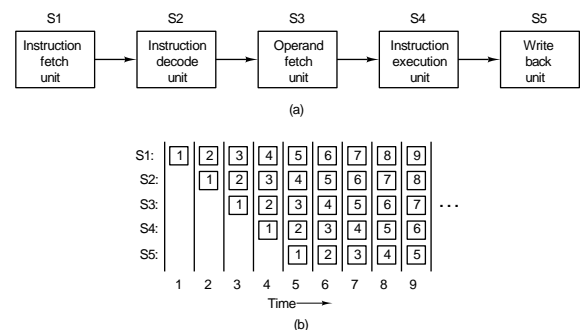 S1 S2 S3 S4 S5
Instruction fetch unit
Instruction decode unit
Operand fetch unit
Instruction execution unit
Write back unit
(a)
S1: 1 2 3 4 5 6 7 8 9
S2: 1 2 3 4 5 6 7 8
S3: 1 2 3 4 5 6 7 ...
S4: 1 2 3 4 5 6
S5: 1 2 3 4 5
1 2 3 4 5 6 7 8 9
Time
(b)